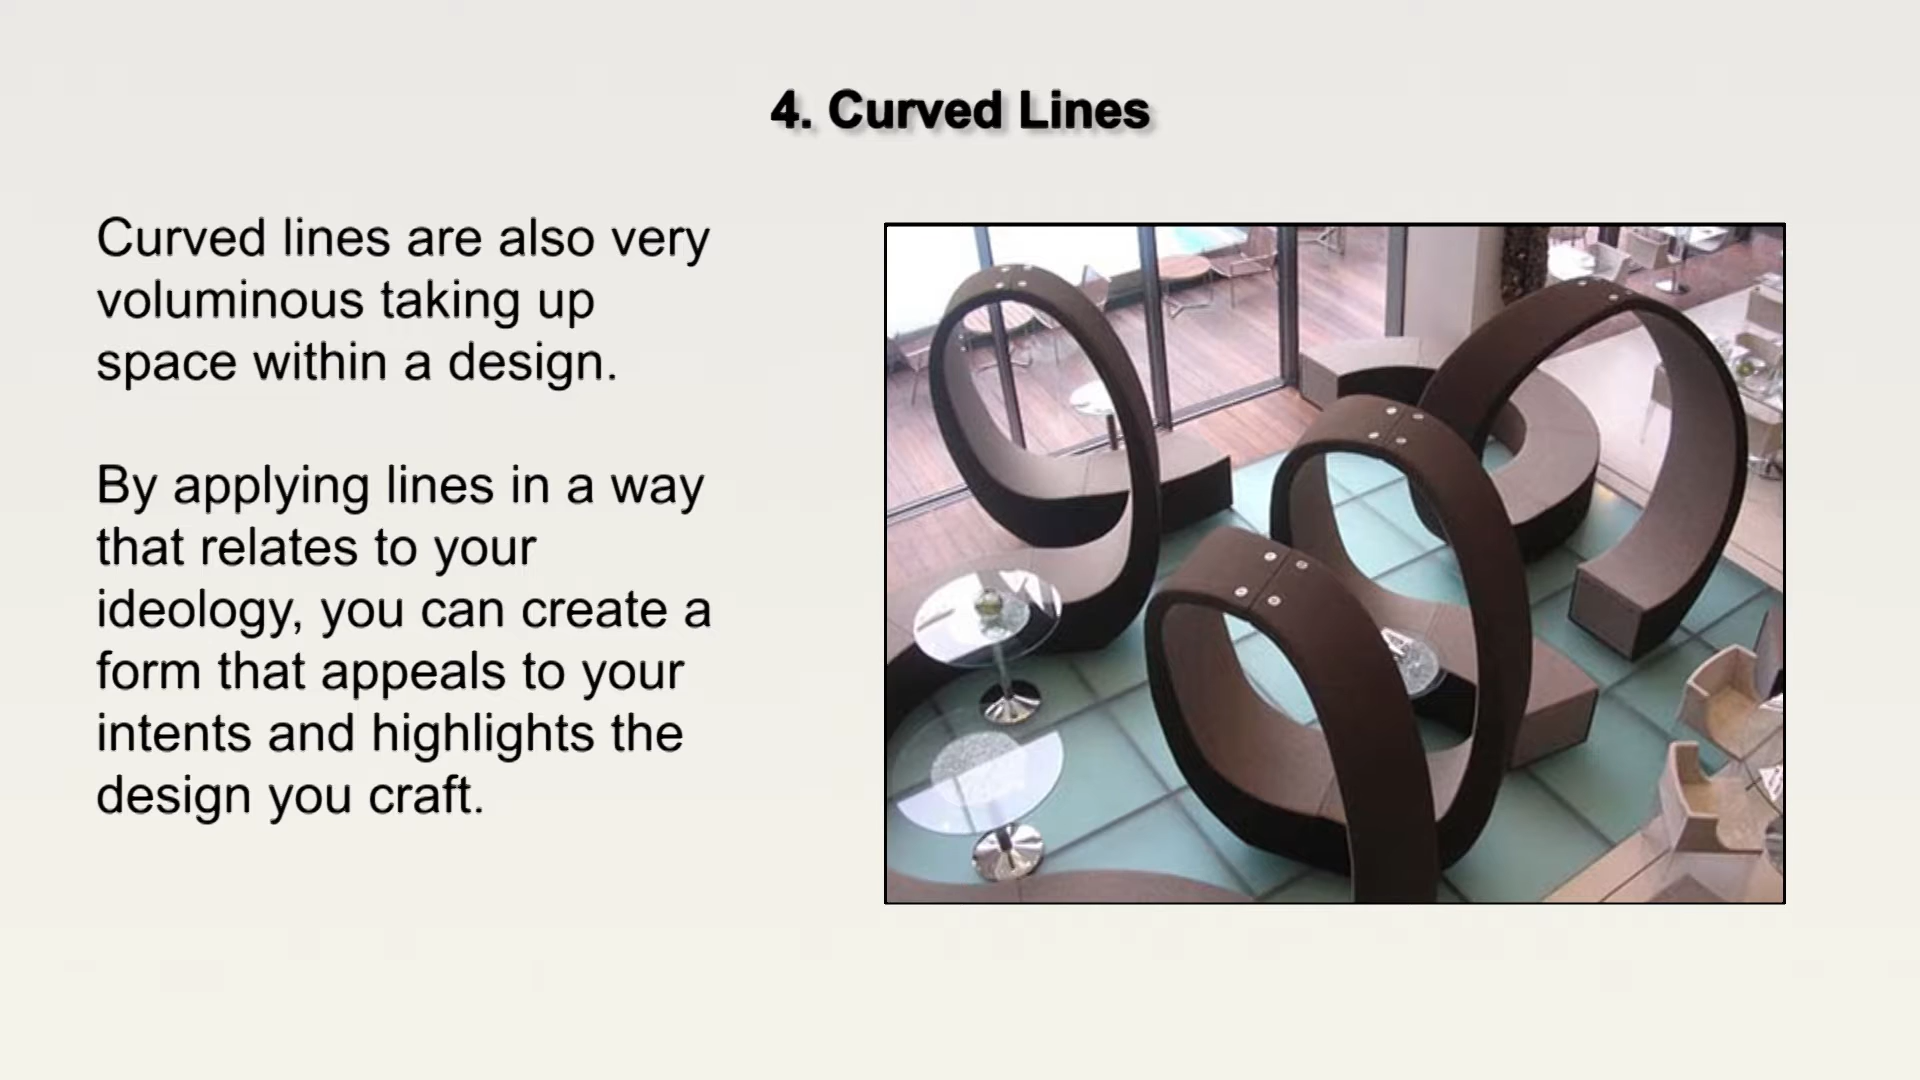 4. Curved Lines
Curved lines are also very
voluminous taking up
space within a design.
By applying lines in a way
that relates to your
ideology, you can create a
form that appeals to your
intents and highlights the
design you craft.